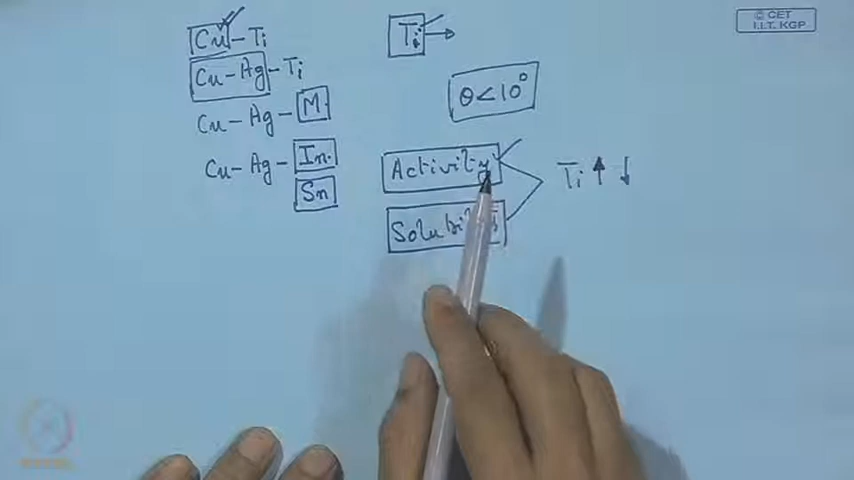 Cu-Ti
Cu-Ag-Ti
Cu-Ag-M
Cu-Ag-In
Sn
Ti
θ<10°
Activity
Ti ↑ ↓
© CET
I.I.T. KGP